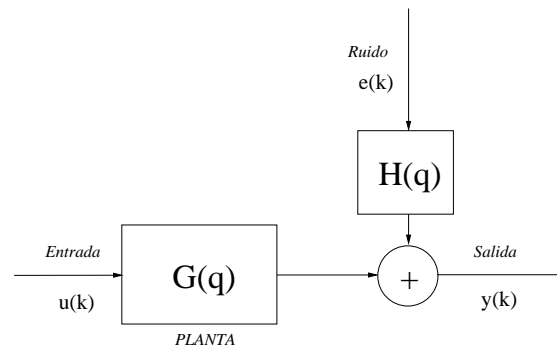 Ruido
e(k)
H(q)
Entrada
u(k)
G(q)
PLANTA
+
Salida
y(k)